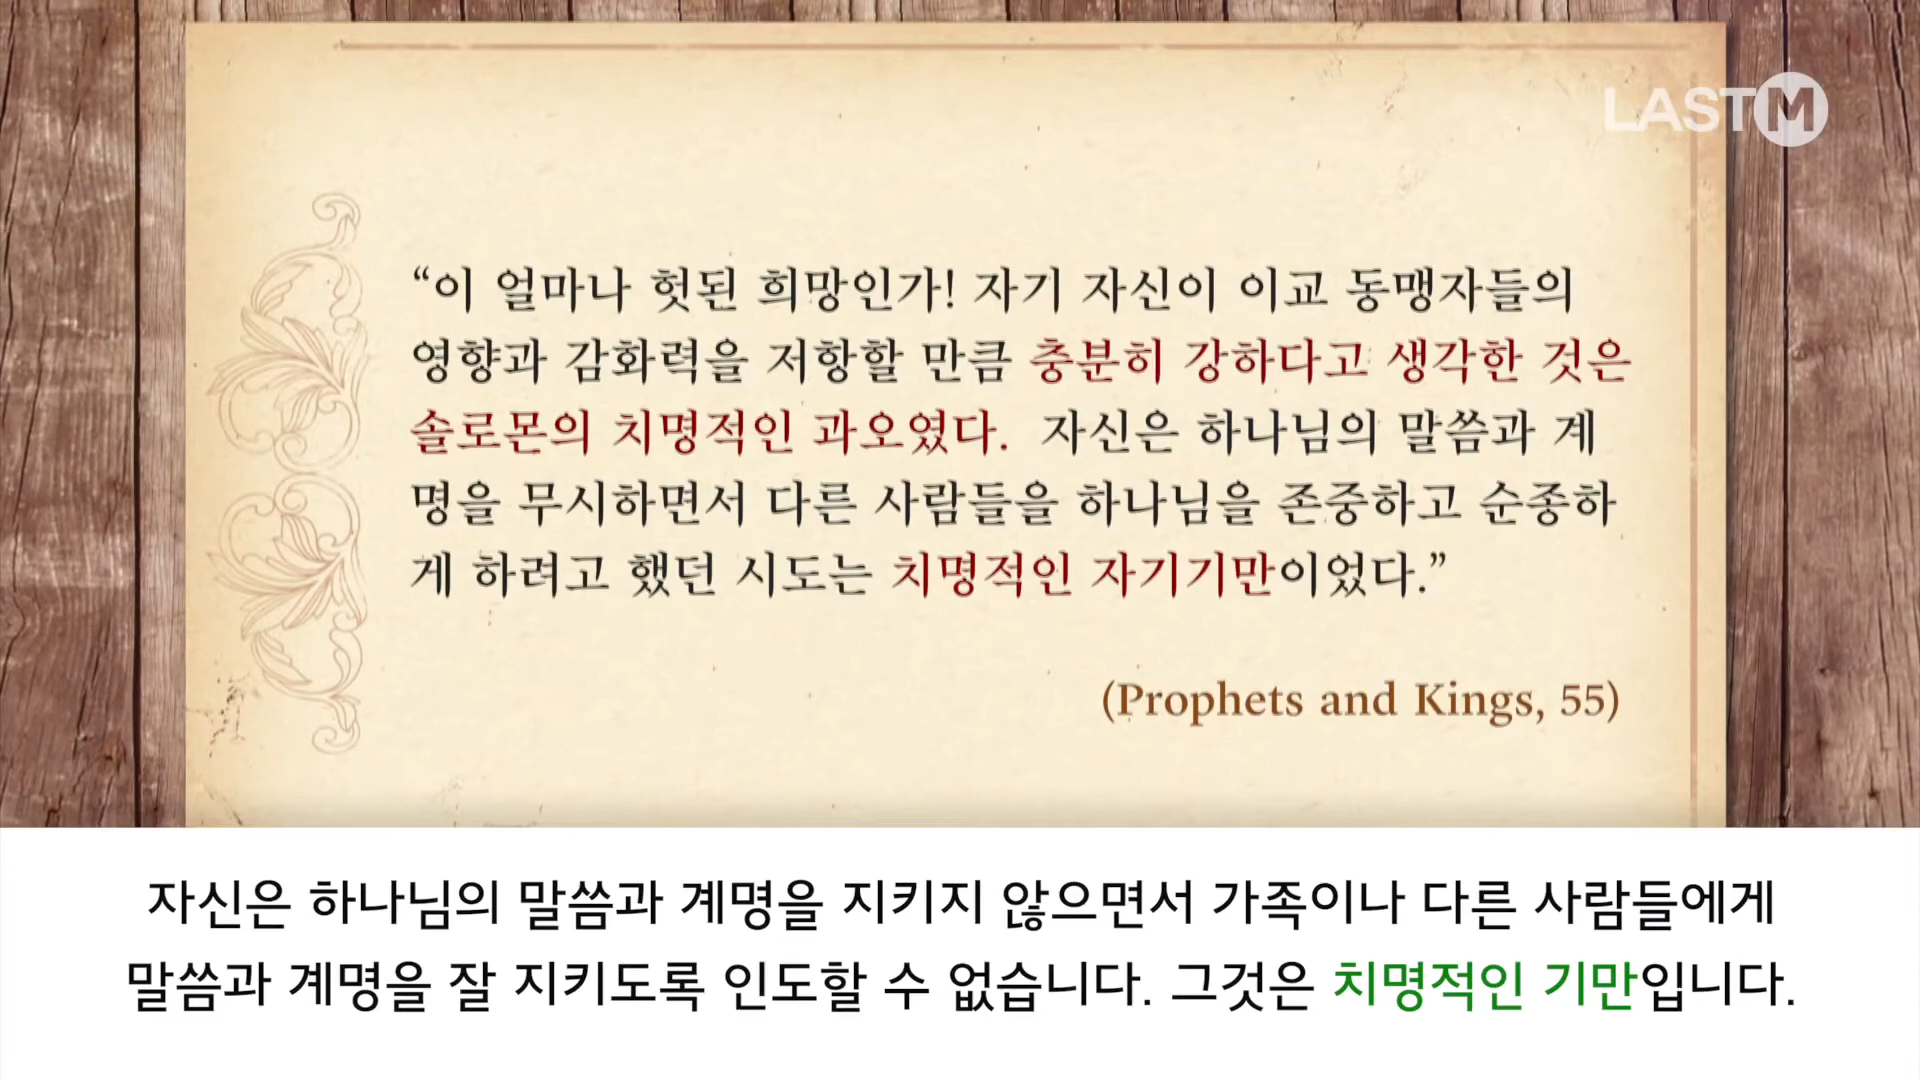 LASTM
“이 얼마나 헛된 희망인가! 자기 자신이 이교 동맹자들의
영향과 감화력을 저항할 만큼 충분히 강하다고 생각한 것은
솔로몬의 치명적인 과오였다. 자신은 하나님의 말씀과 계
명을 무시하면서 다른 사람들을 하나님을 존중하고 순종하
게 하려고 했던 시도는 치명적인 자기기만이었다.”
(Prophets and Kings, 55)
자신은 하나님의 말씀과 계명을 지키지 않으면서 가족이나 다른 사람들에게
말씀과 계명을 잘 지키도록 인도할 수 없습니다. 그것은 치명적인 기만입니다.